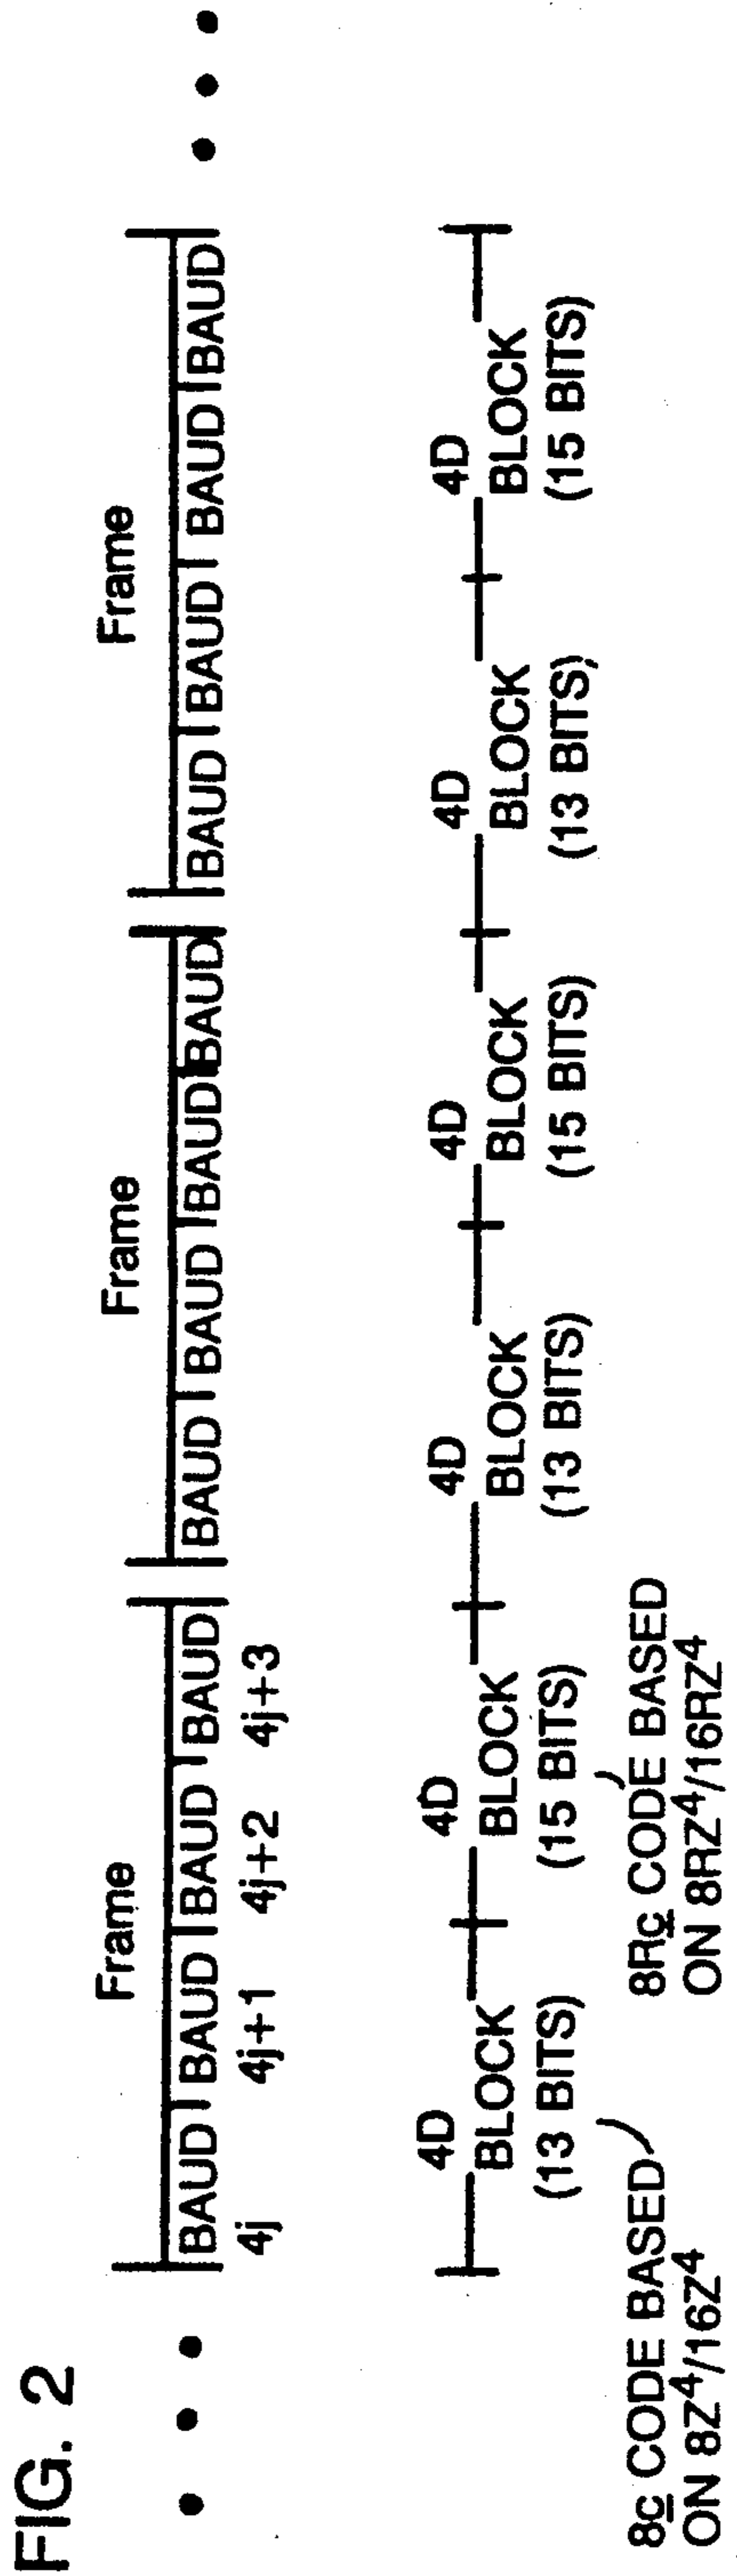 FIG. 2
Frame Frame Frame
BAUD BAUD BAUD BAUD BAUD BAUD BAUD BAUD BAUD BAUD BAUD BAUD
4j 4j+1 4j+2 4j+3
4D 4D 4D 4D 4D 4D
BLOCK BLOCK BLOCK BLOCK BLOCK BLOCK
(13 BITS) (15 BITS) (13 BITS) (15 BITS) (13 BITS) (15 BITS)
8c CODE BASED 8Rc CODE BASED
ON 8Z⁴/16Z⁴ ON 8RZ⁴/16RZ⁴